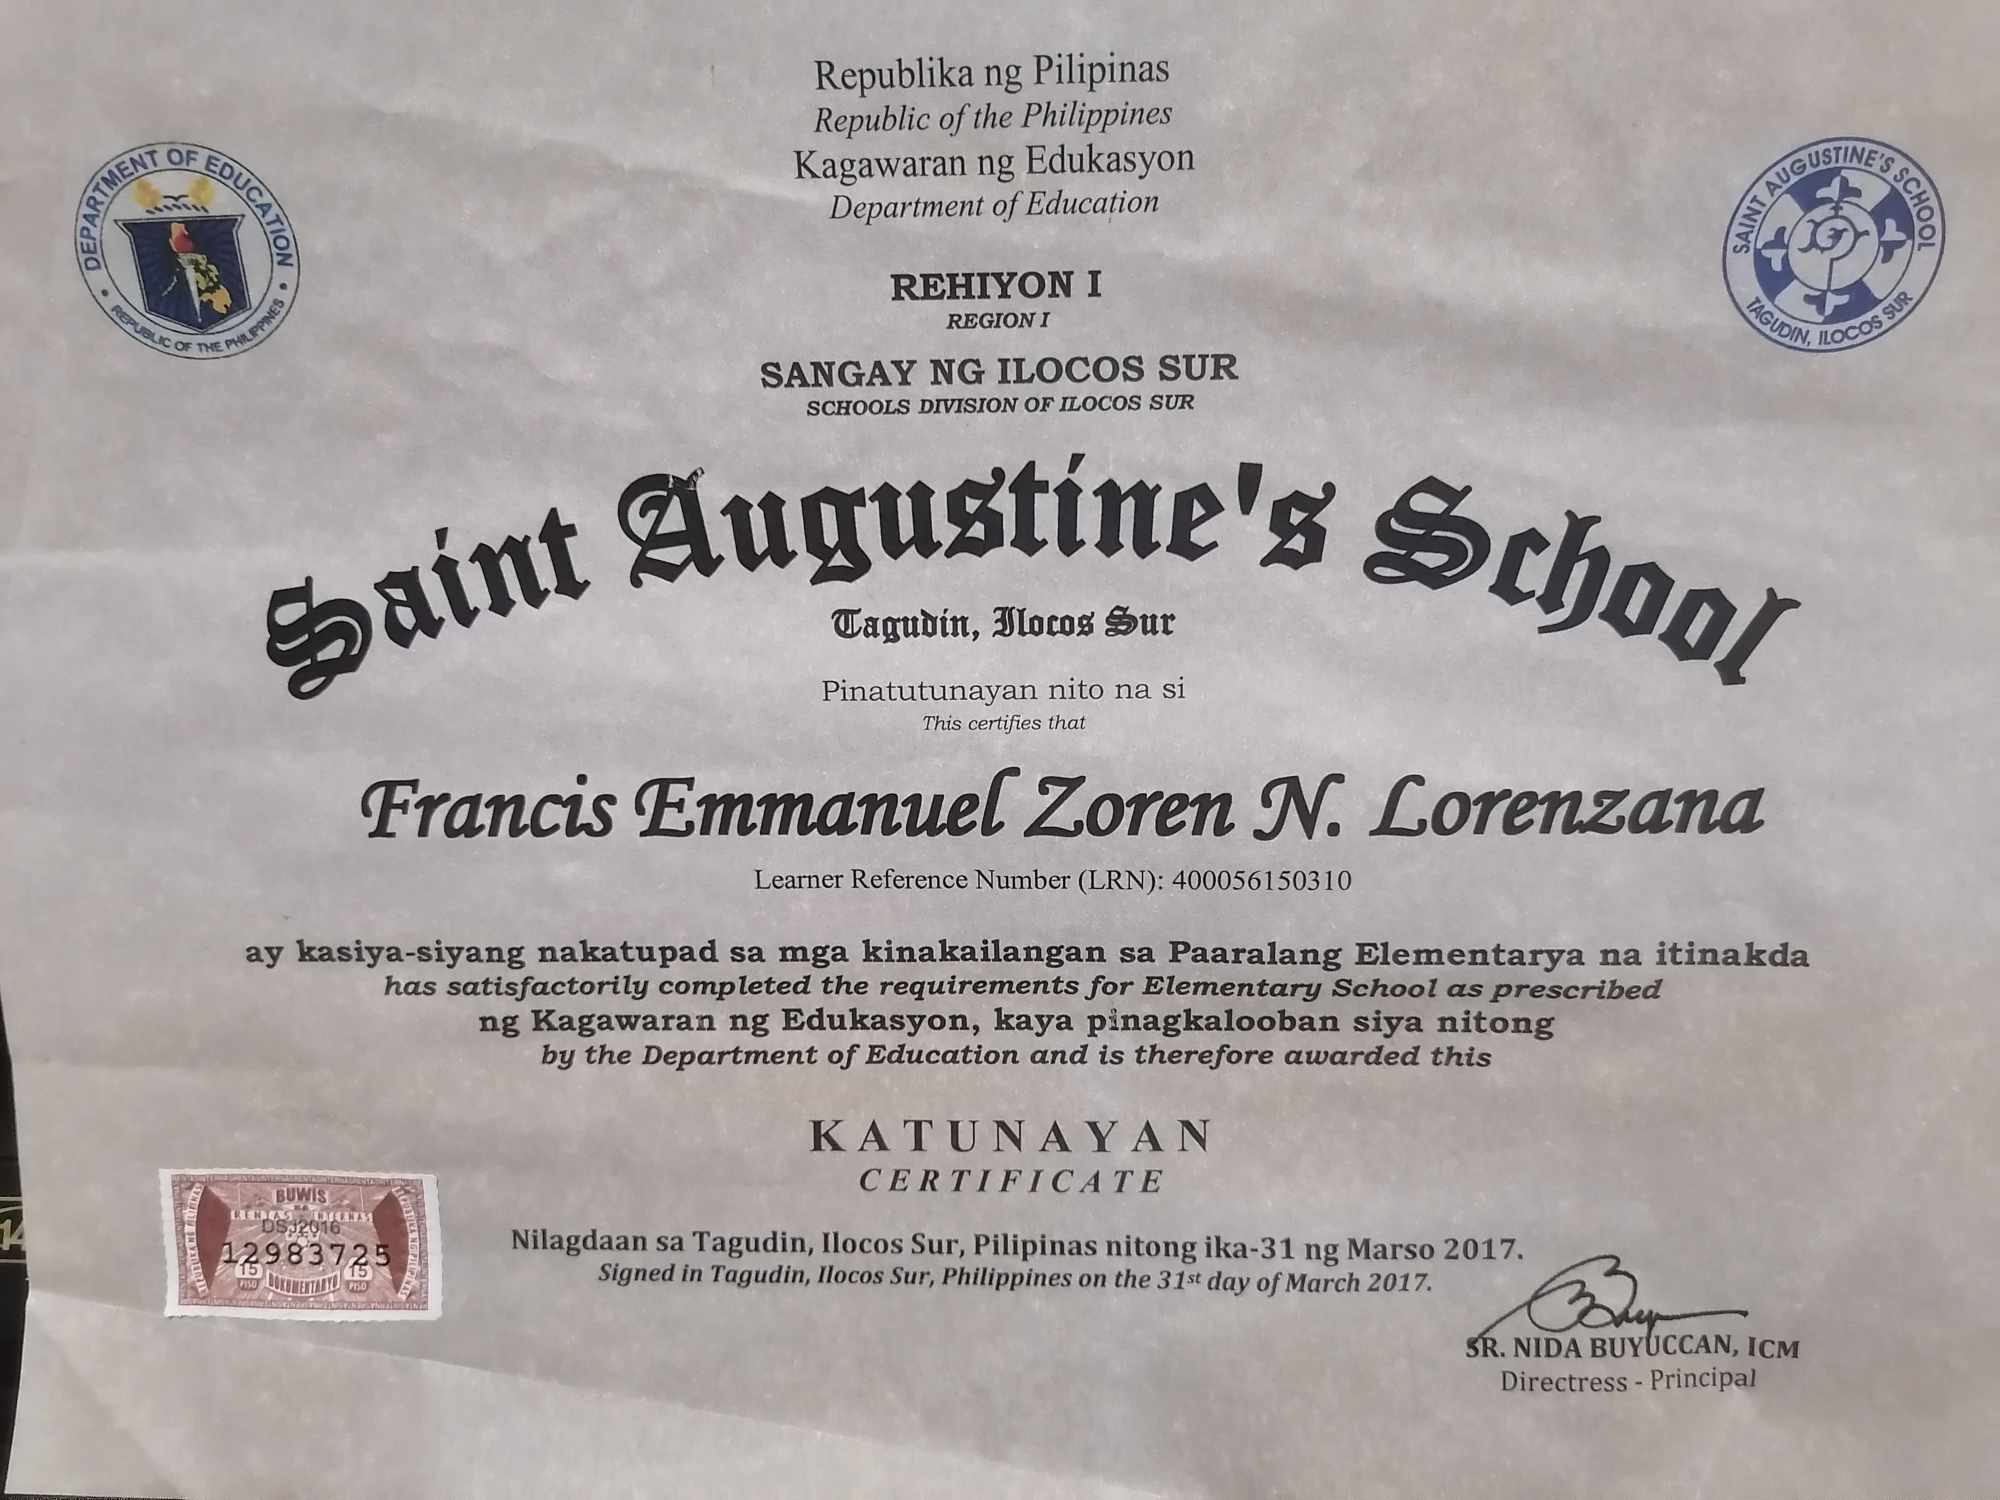 Republika ng Pilipinas
Republic of the Philippines
Kagawaran ng Edukasyon
Department of Education
DEPARTMENT OF EDUCATION
REPUBLIC OF THE PHILIPPINES
SAINT AUGUSTINE'S SCHOOL
TAGUDIN, ILOCOS SUR
REHIYON I
REGION I
SANGAY NG ILOCOS SUR
SCHOOLS DIVISION OF ILOCOS SUR
Saint Augustine's School
Tagudin, Ilocos Sur
Pinatutunayan nito na si
This certifies that
Francis Emmanuel Zoren N. Lorenzana
Learner Reference Number (LRN): 400056150310
ay kasiya-siyang nakatupad sa mga kinakailangan sa Paaralang Elementarya na itinakda
has satisfactorily completed the requirements for Elementary School as prescribed
ng Kagawaran ng Edukasyon, kaya pinagkalooban siya nitong
by the Department of Education and is therefore awarded this
KATUNAYAN
CERTIFICATE
BUWIS
RENTAS INTERNAS
DSJ2016
12983725
15 15
PISO DOKUMENTARYO PISO
Nilagdaan sa Tagudin, Ilocos Sur, Pilipinas nitong ika-31 ng Marso 2017.
Signed in Tagudin, Ilocos Sur, Philippines on the 31st day of March 2017.
SR. NIDA BUYUCCAN, ICM
Directress - Principal
14